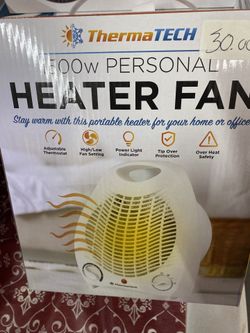 ThermaTECH
30.00
500w PERSONAL
HEATER FAN
Stay warm with this portable heater for your home or office
Adjustable
Thermostat
High/Low
Fan Setting
Power Light
Indicator
Tip Over
Protection
Over Heat
Safety